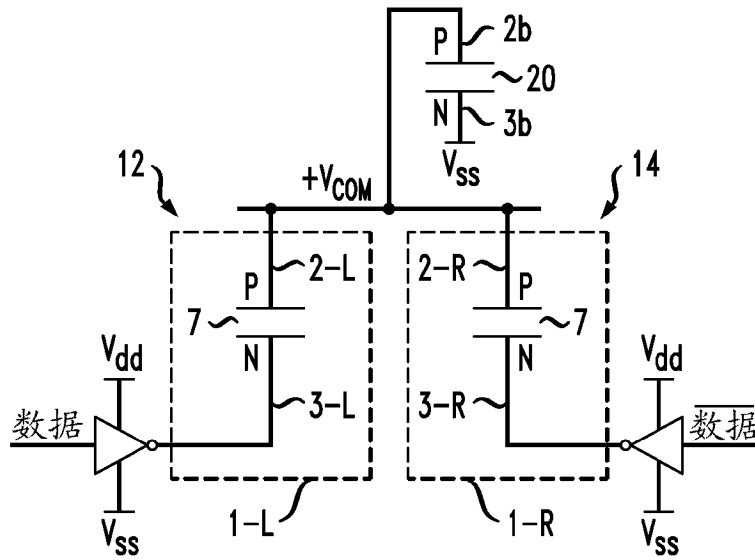 P
2b
20
N
3b
VSS
12
+VCOM
14
2-L
2-R
P
P
7
7
N
N
Vdd
Vdd
3-L
3-R
数据
数据
VSS
VSS
1-L
1-R